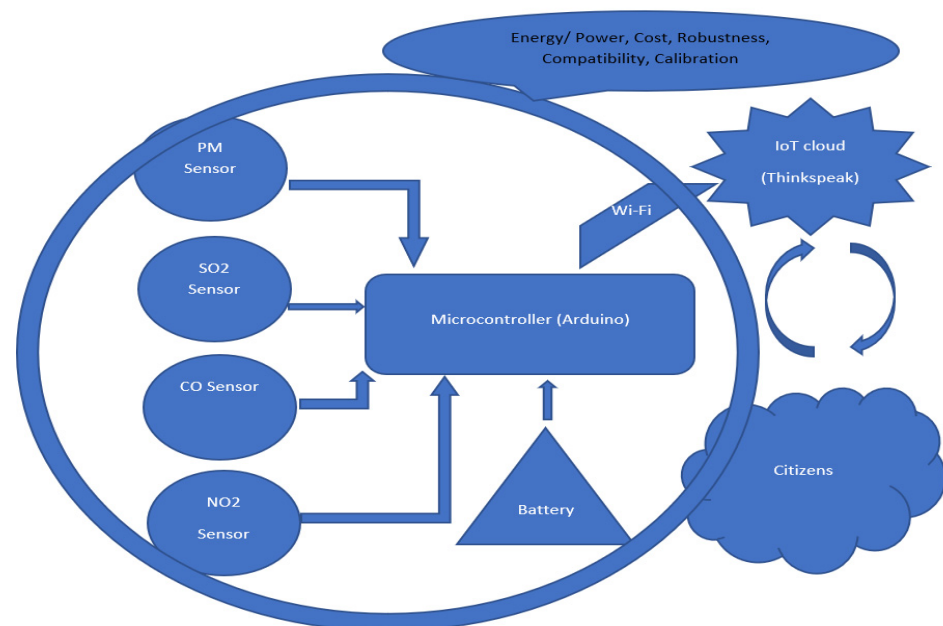 Energy/ Power, Cost, Robustness,
Compatibility, Calibration
PM
Sensor
IoT cloud
(Thinkspeak)
Wi-Fi
SO2
Sensor
Microcontroller (Arduino)
CO Sensor
Citizens
NO2
Sensor
Battery